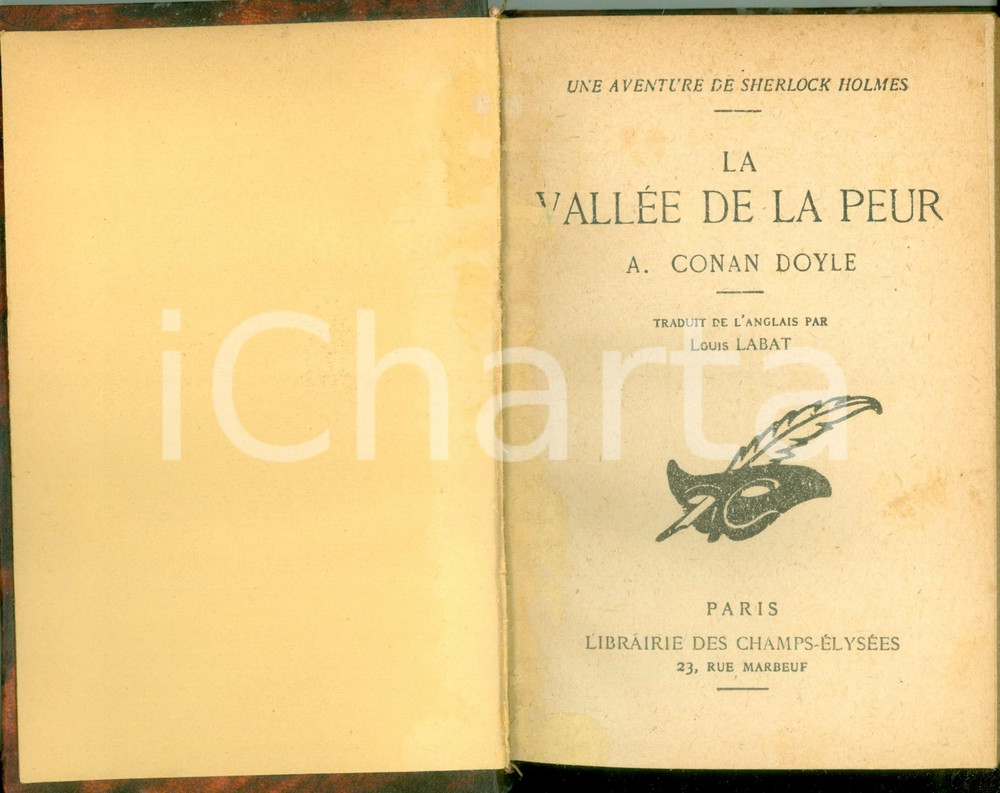 UNE AVENTURE DE SHERLOCK HOLMES
LA
VALLÉE DE LA PEUR
A. CONAN DOYLE
TRADUIT DE L'ANGLAIS PAR
LOUIS LABAT
iCharta
PARIS
LIBRAIRIE DES CHAMPS-ÉLYSÉES
23, RUE MARBEUF